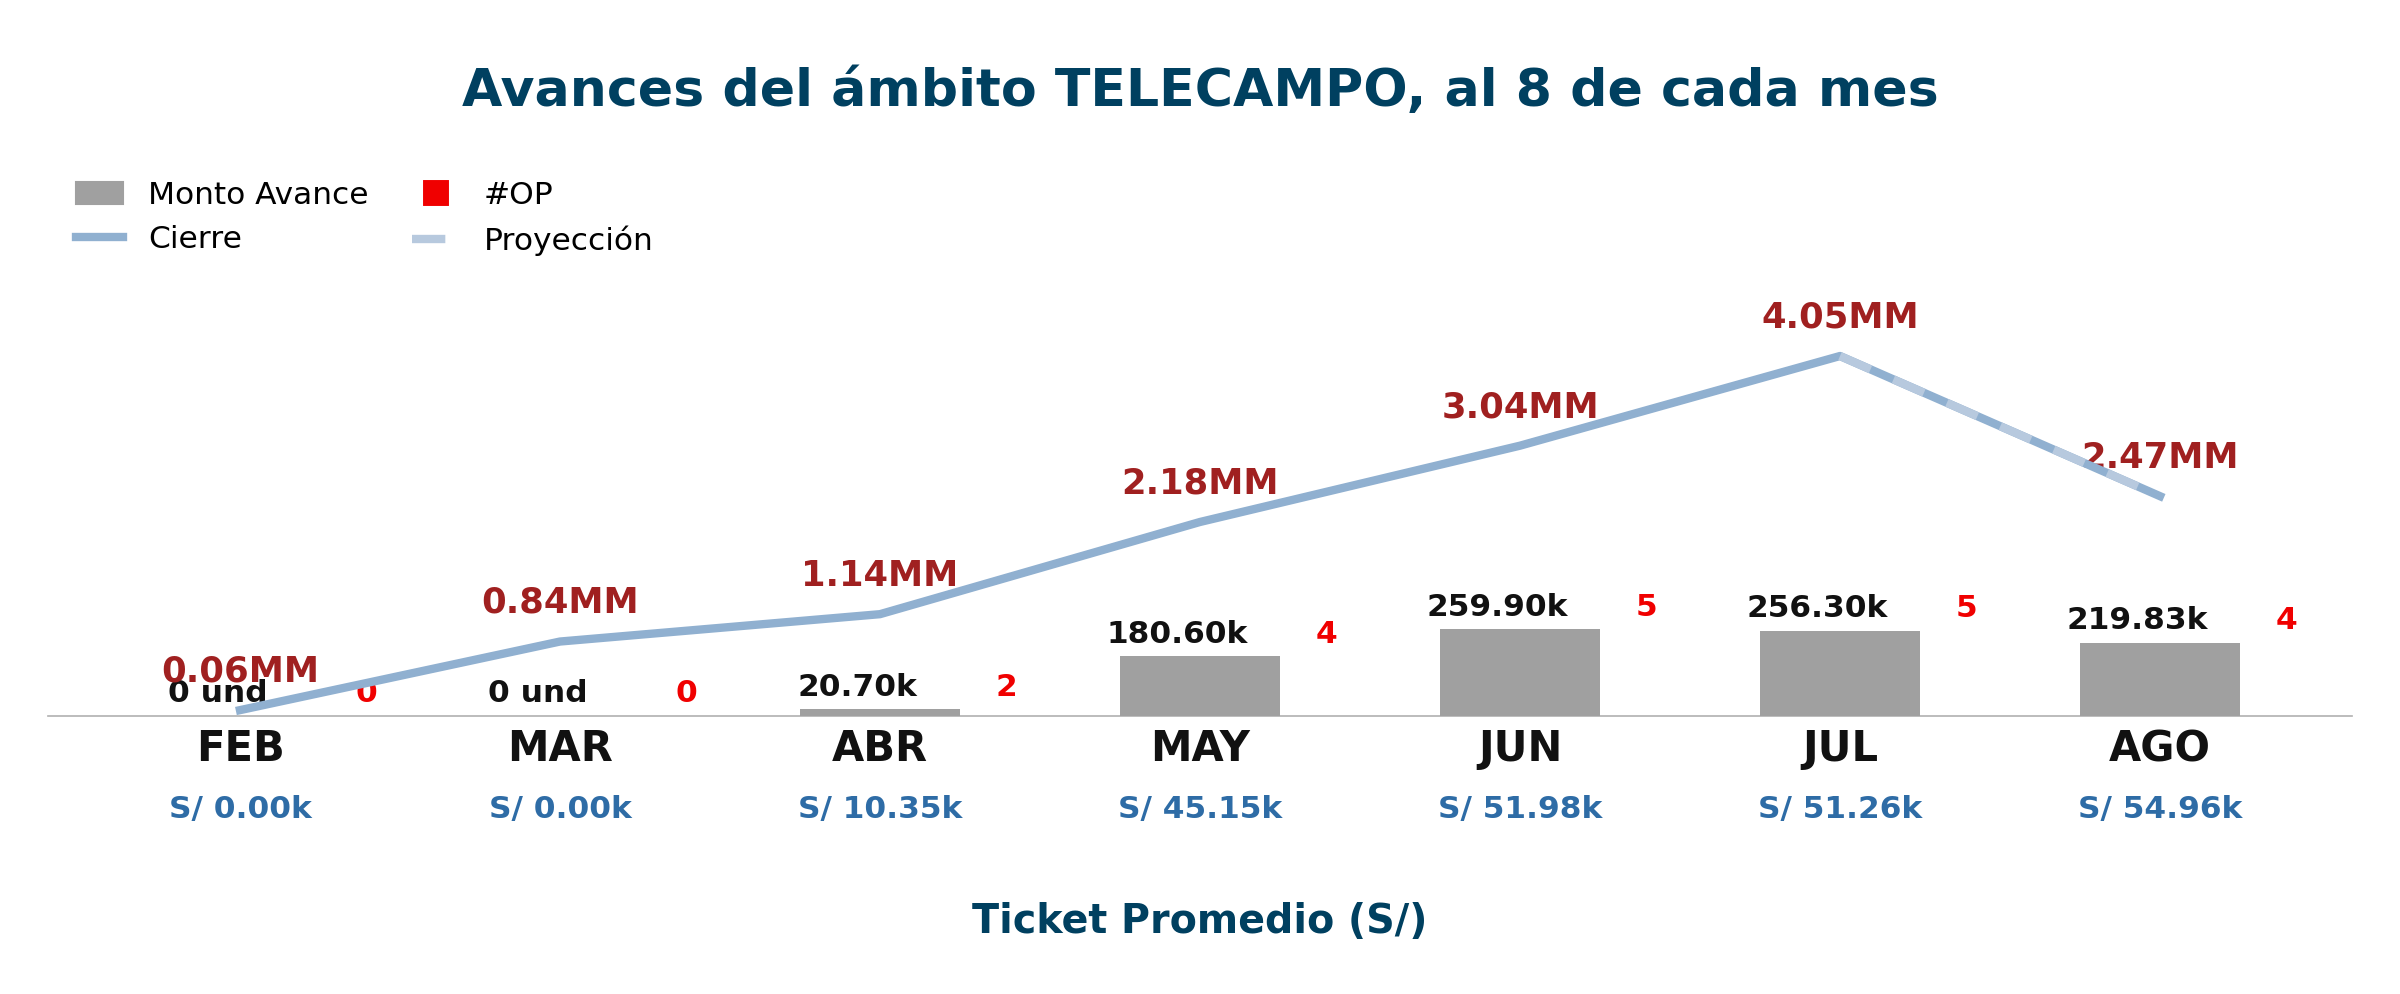 Avances del ámbito TELECAMPO, al 8 de cada mes
Monto Avance
#OP
Cierre
Proyección
4.05MM
3.04MM
2.47MM
2.18MM
1.14MM
0.84MM
0.06MM
0 und 0
0 und 0
20.70k 2
180.60k 4
259.90k 5
256.30k 5
219.83k 4
FEB MAR ABR MAY JUN JUL AGO
S/ 0.00k S/ 0.00k S/ 10.35k S/ 45.15k S/ 51.98k S/ 51.26k S/ 54.96k
Ticket Promedio (S/)